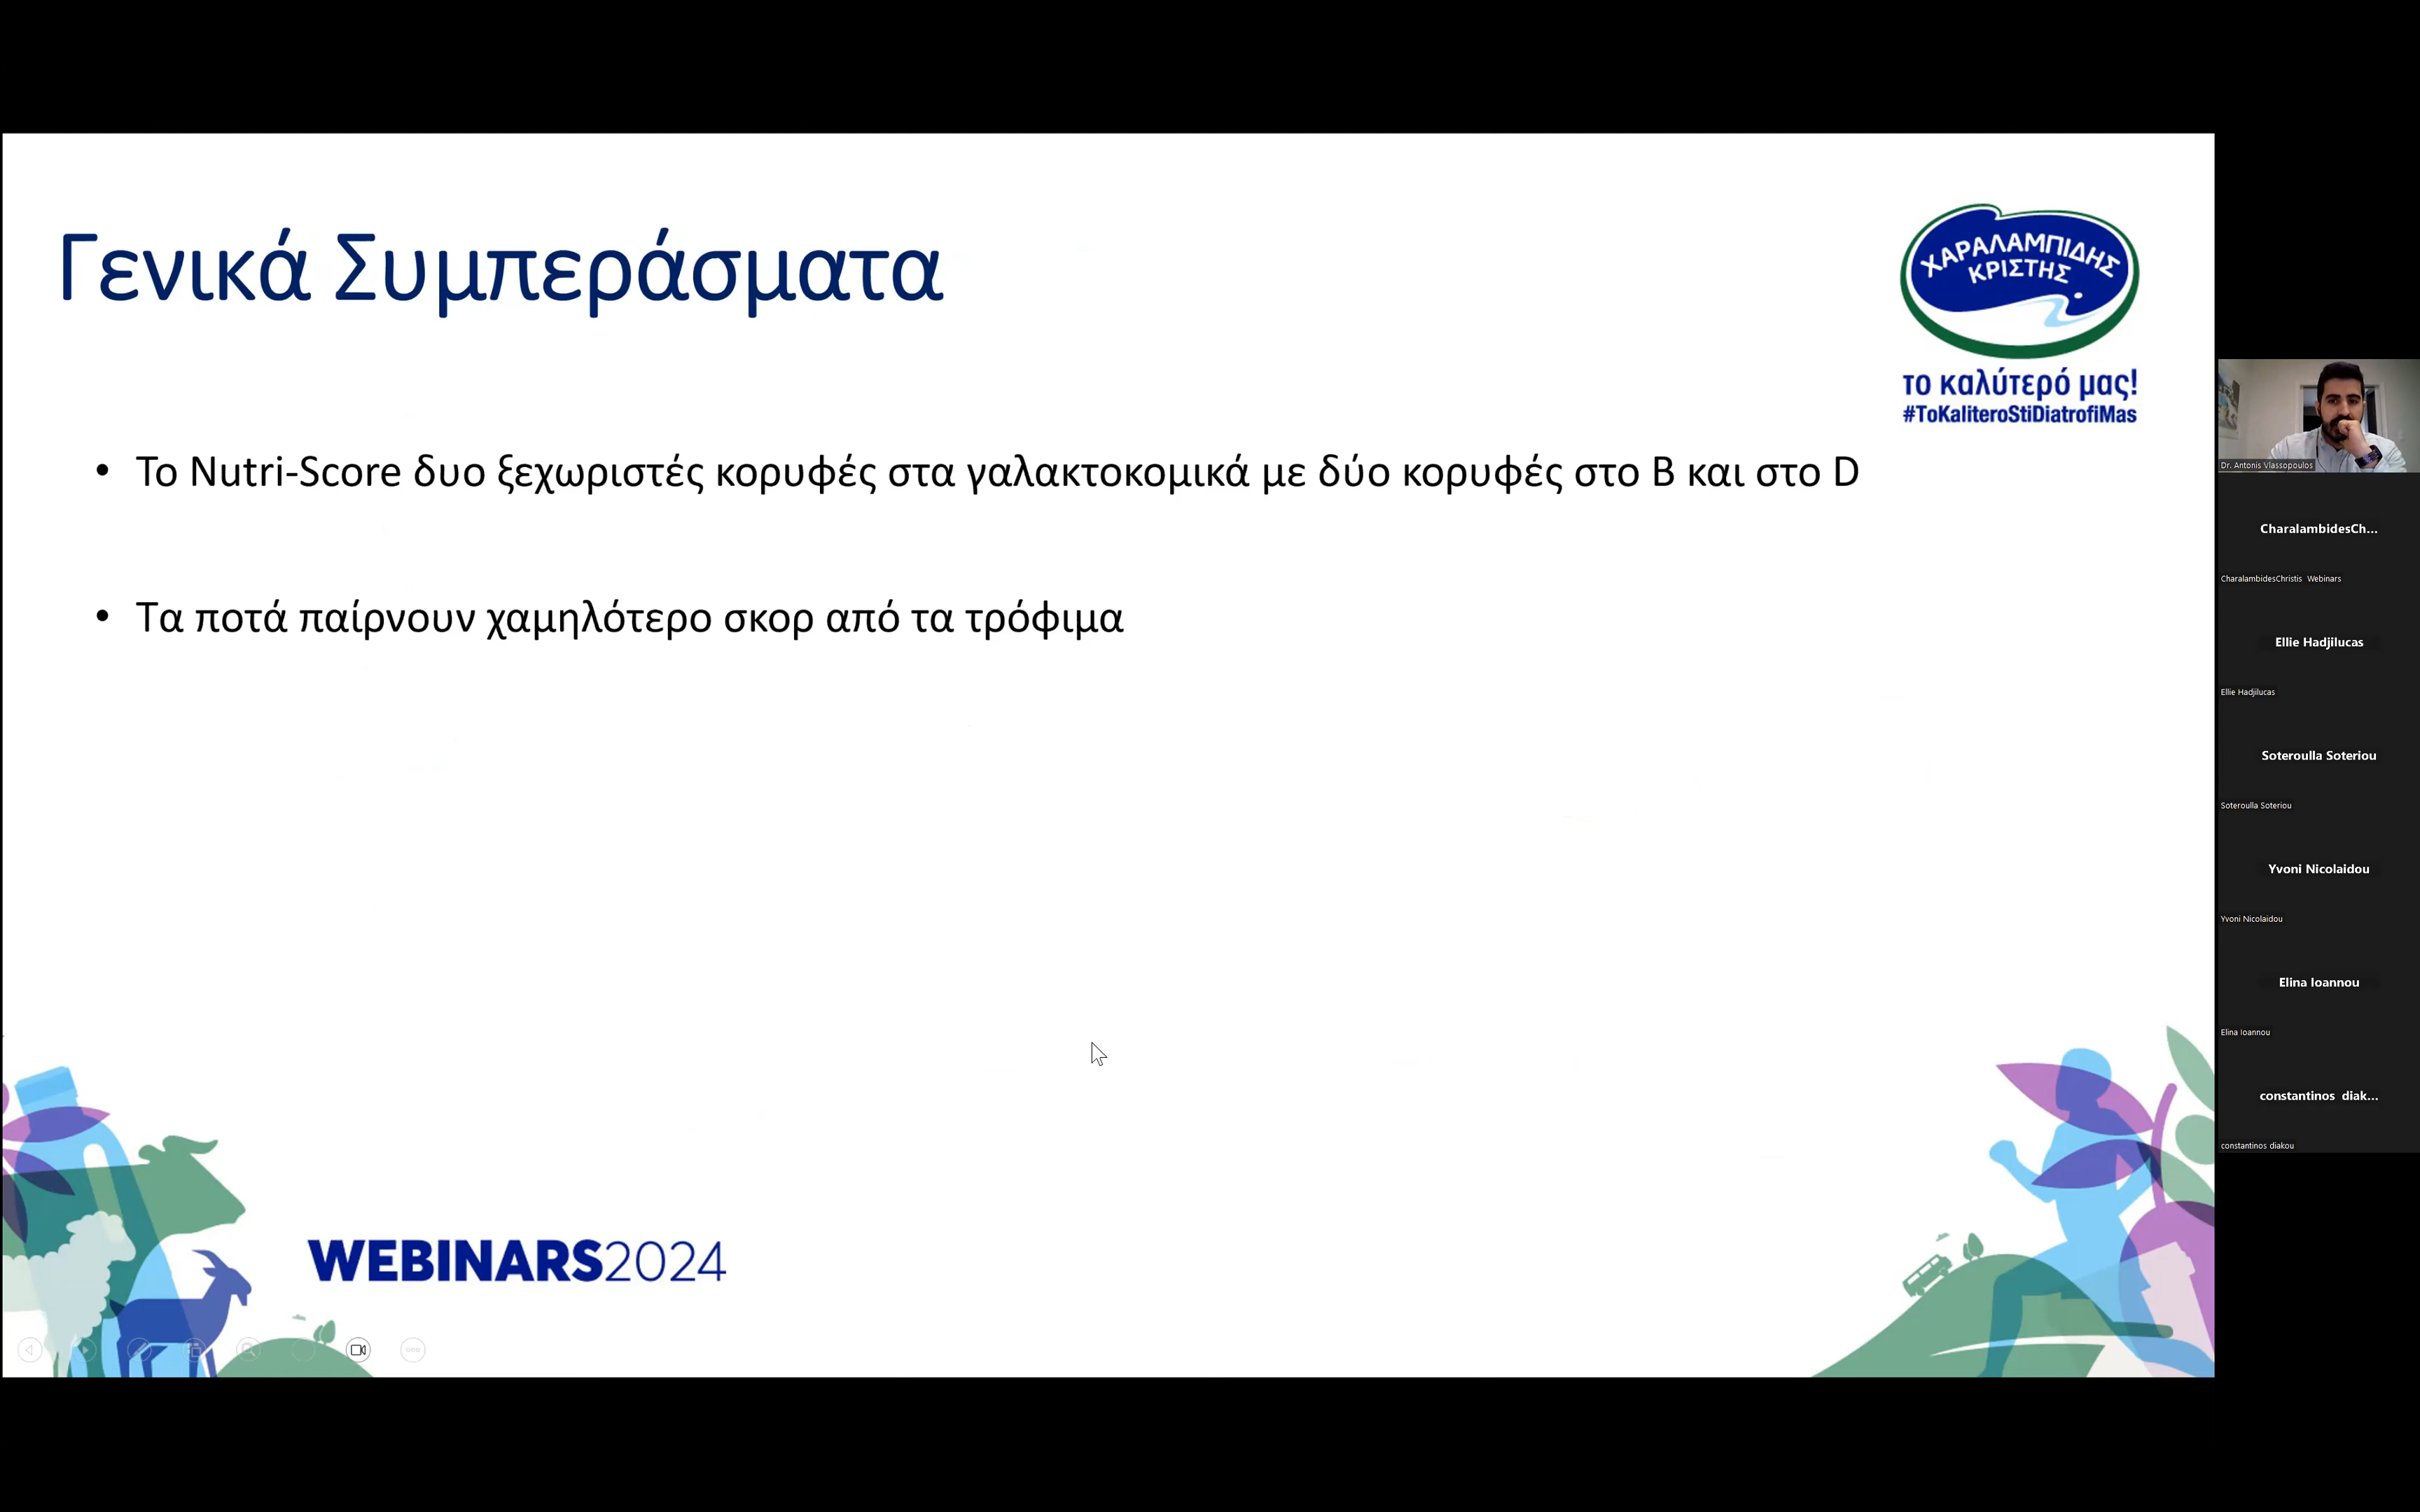 Γενικά Συμπεράσματα
ΧΑΡΑΛΑΜΠΙΔΗΣ
ΚΡΙΣΤΗΣ
το καλύτερό μας!
#ToKaliteroStiDiatrofiMas
• Το Nutri-Score δυο ξεχωριστές κορυφές στα γαλακτοκομικά με δύο κορυφές στο Β και στο D
• Τα ποτά παίρνουν χαμηλότερο σκορ από τα τρόφιμα
WEBINARS2024
Dr. Antonis Vlassopoulos
CharalambidesCh...
CharalambidesChristis Webinars
Ellie Hadjilucas
Ellie Hadjilucas
Soteroulla Soteriou
Soteroulla Soteriou
Yvoni Nicolaidou
Yvoni Nicolaidou
Elina Ioannou
Elina Ioannou
constantinos diak...
constantinos diakou